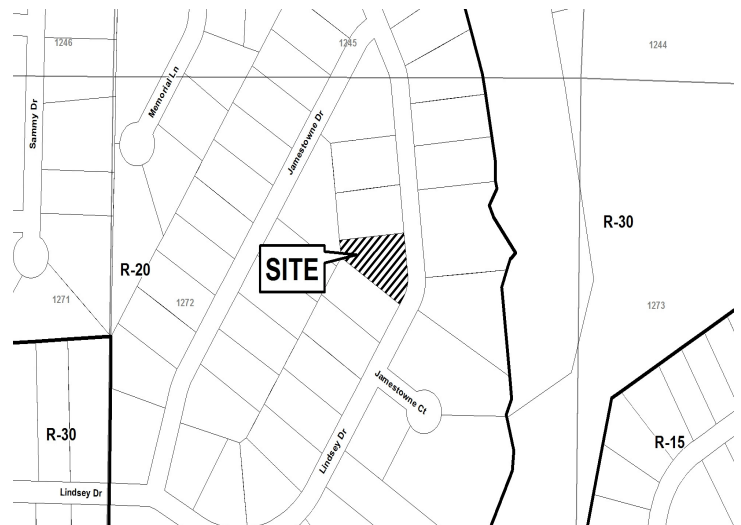 1246
1245
1244
Memorial Ln
Sammy Dr
Jamestowne Dr
R-30
R-20
SITE
1271
1272
1273
Jamestowne Ct
R-30
R-15
Lindsey Dr
Lindsey Dr